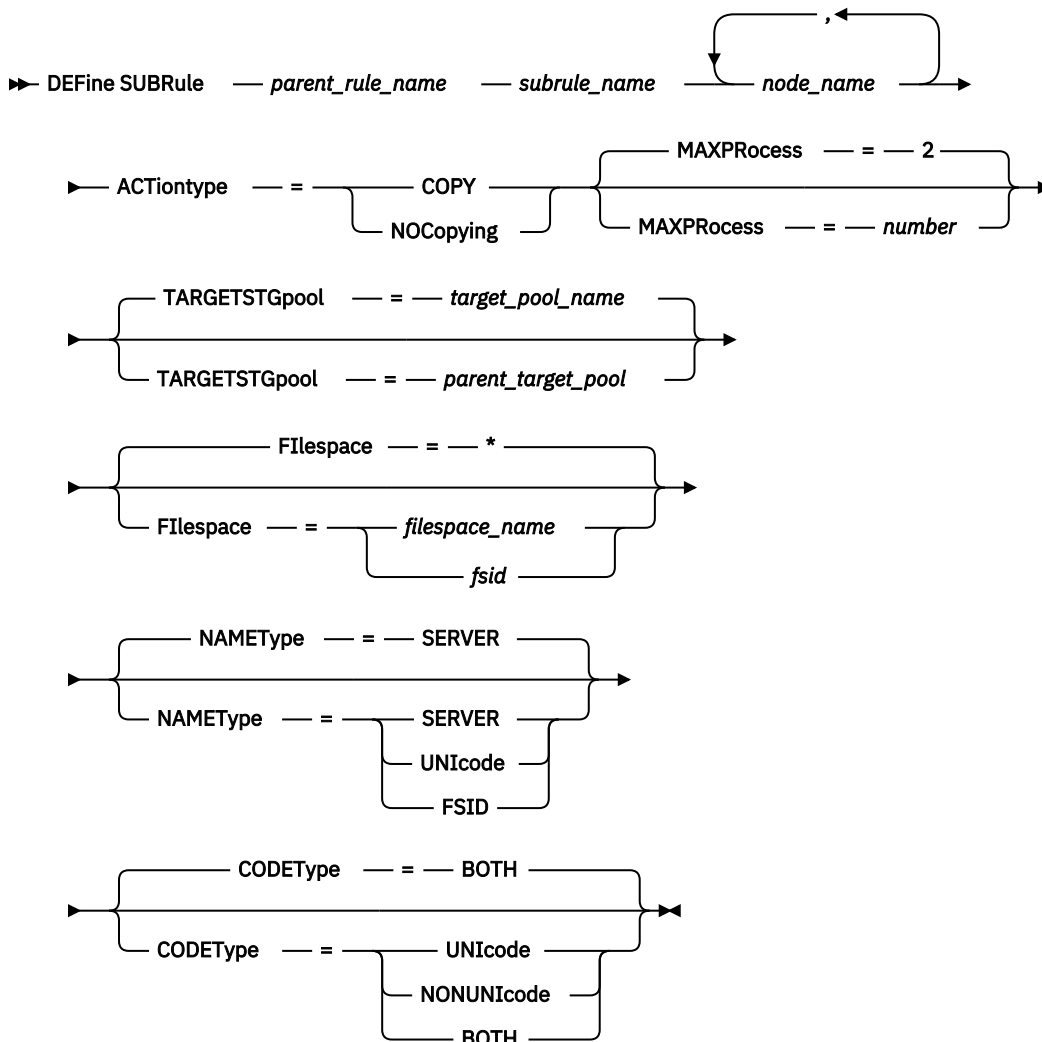 ,
DEFine SUBRule parent_rule_name subrule_name node_name
MAXPRocess = 2
ACTiontype = COPY
NOCopying
MAXPRocess = number
TARGETSTGpool = target_pool_name
TARGETSTGpool = parent_target_pool
FIlespace = *
FIlespace = filespace_name
fsid
NAMEType = SERVER
NAMEType = SERVER
UNIcode
FSID
CODEType = BOTH
CODEType = UNIcode
NONUNIcode
BOTH